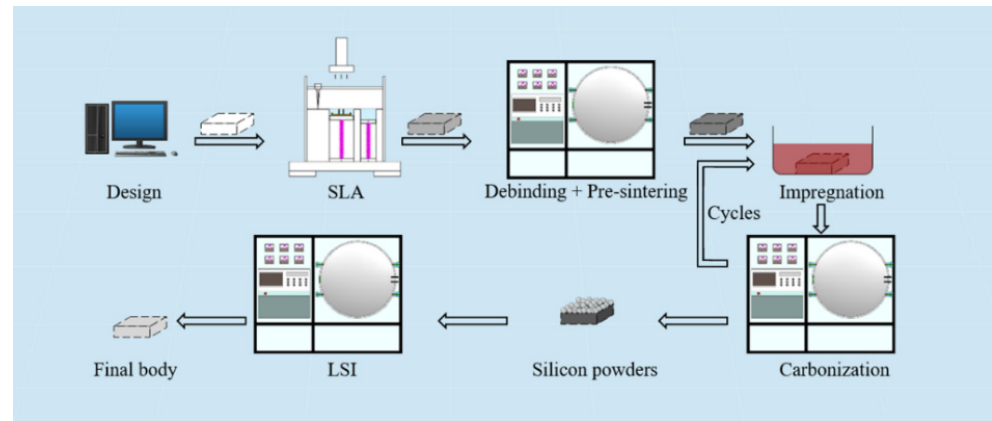 Design
SLA
Debinding + Pre-sintering
Impregnation
Cycles
Final body
LSI
Silicon powders
Carbonization